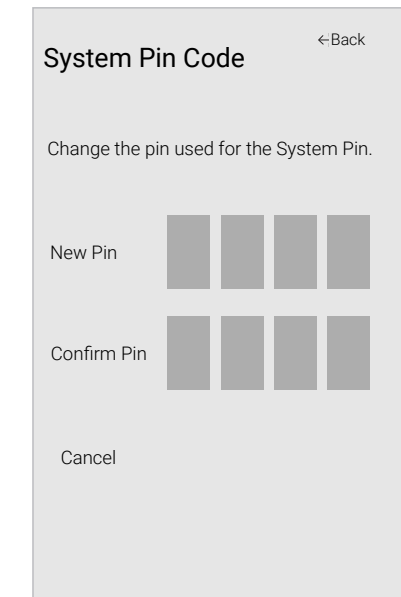 ←Back
System Pin Code
Change the pin used for the System Pin.
New Pin
Confirm Pin
Cancel